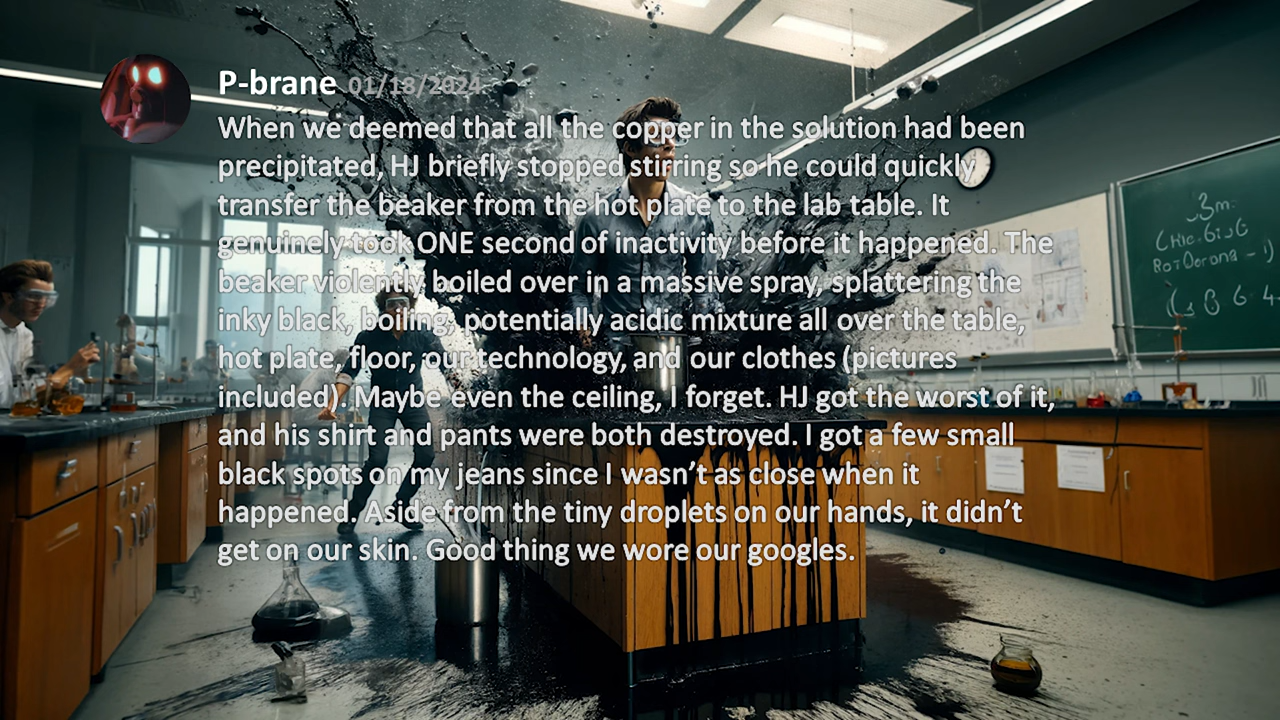 P-brane 01/18/2024
When we deemed that all the copper in the solution had been
precipitated, HJ briefly stopped stirring so he could quickly
transfer the beaker from the hot plate to the lab table. It
genuinely took ONE second of inactivity before it happened. The
beaker violently boiled over in a massive spray, splattering the
inky black, boiling, potentially acidic mixture all over the table,
hot plate, floor, our technology, and our clothes (pictures
included). Maybe even the ceiling, I forget. HJ got the worst of it,
and his shirt and pants were both destroyed. I got a few small
black spots on my jeans since I wasn’t as close when it
happened. Aside from the tiny droplets on our hands, it didn’t
get on our skin. Good thing we wore our googles.